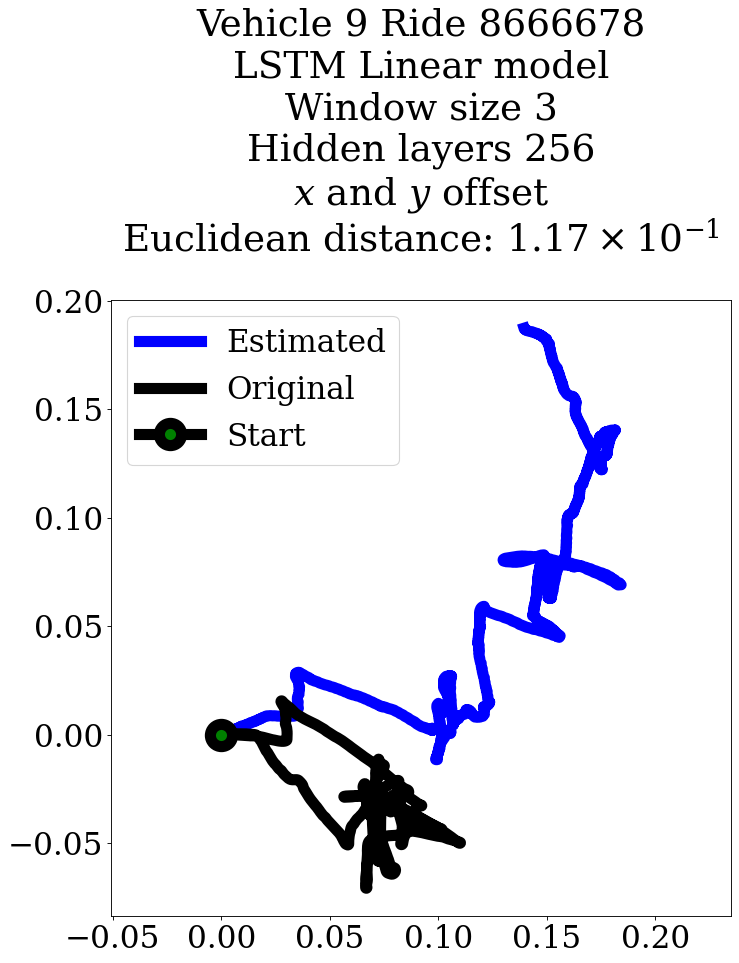 Vehicle 9 Ride 8666678
LSTM Linear model
Window size 3
Hidden layers 256
x and y offset
Euclidean distance: 1.17 × 10⁻¹
Estimated
Original
Start
0.20
0.15
0.10
0.05
0.00
−0.05
−0.05 0.00 0.05 0.10 0.15 0.20